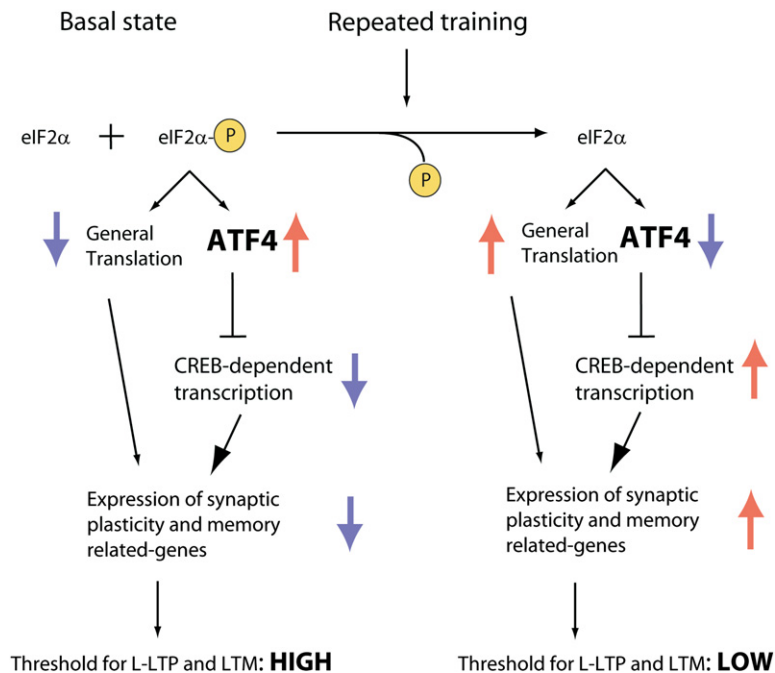 Basal state
Repeated training
eIF2α + eIF2α-P
P
eIF2α
General
Translation
ATF4
General
Translation
ATF4
CREB-dependent
transcription
CREB-dependent
transcription
Expression of synaptic
plasticity and memory
related-genes
Expression of synaptic
plasticity and memory
related-genes
Threshold for L-LTP and LTM: HIGH
Threshold for L-LTP and LTM: LOW